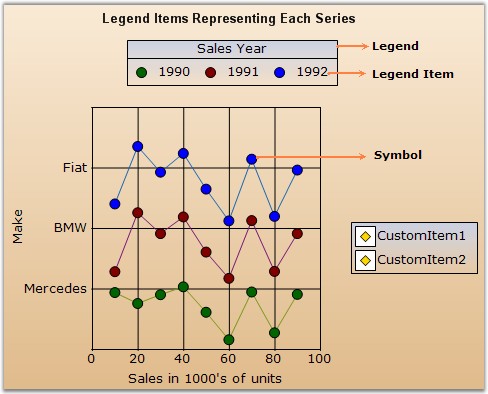 Legend Items Representing Each Series
Sales Year
Legend
1990 1991 1992
Legend Item
Symbol
Fiat
BMW
Mercedes
Make
CustomItem1
CustomItem2
0 20 40 60 80 100
Sales in 1000's of units